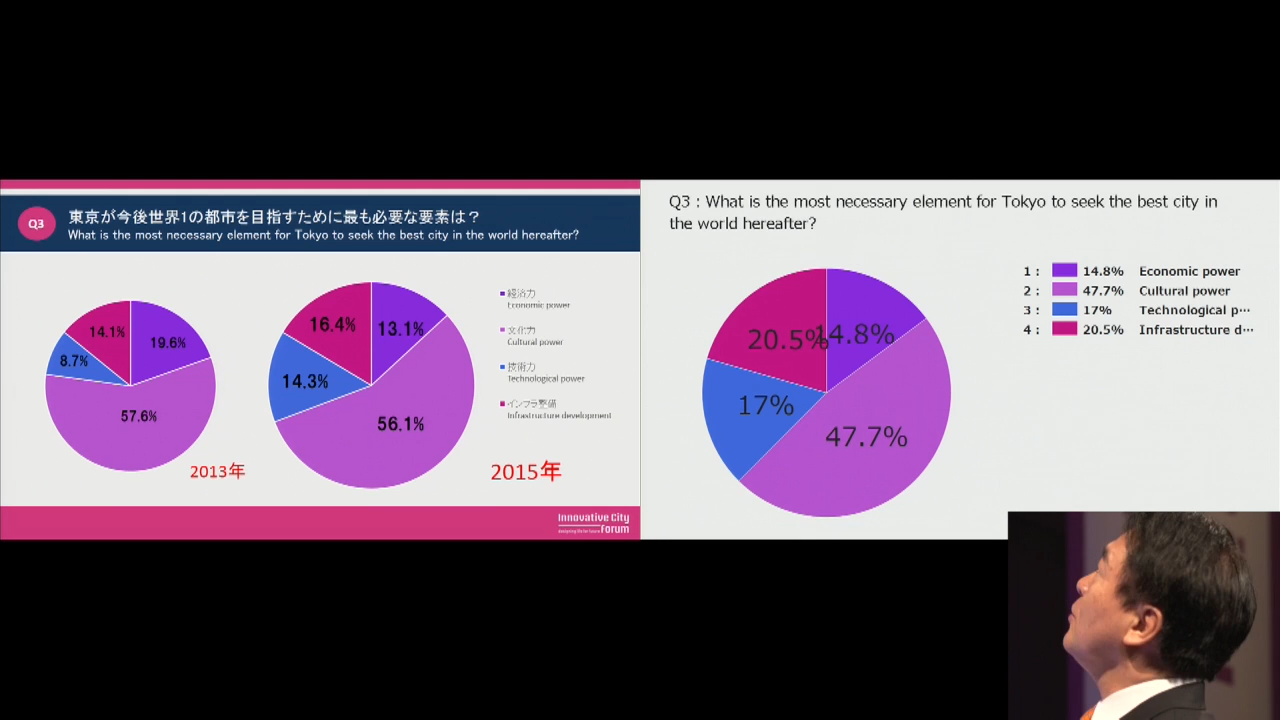 Q3
東京が今後世界1の都市を目指すために最も必要な要素は？
What is the most necessary element for Tokyo to seek the best city in the world hereafter?
14.1%
19.6%
8.7%
57.6%
2013年
16.4%
13.1%
14.3%
56.1%
2015年
経済力
Economic power
文化力
Cultural power
技術力
Technological power
インフラ整備
Infrastructure development
Innovative City
Forum
Q3 : What is the most necessary element for Tokyo to seek the best city in
the world hereafter?
20.5%
14.8%
17%
47.7%
1 : 14.8% Economic power
2 : 47.7% Cultural power
3 : 17% Technological p···
4 : 20.5% Infrastructure d···